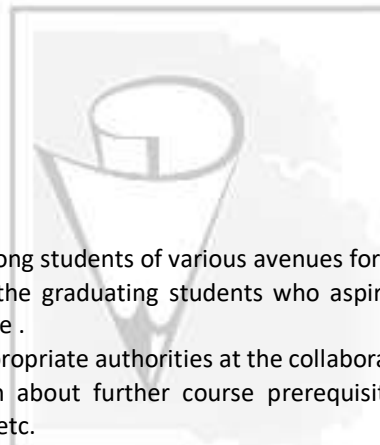 ong students of various avenues for
the graduating students who aspir
e .
propriate authorities at the collabora
n about further course prerequisit
etc.